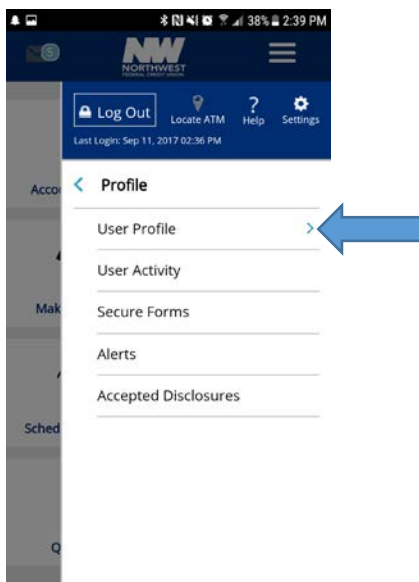 38% 2:39 PM
S
NW
NORTHWEST
FEDERAL CREDIT UNION
Log Out
Locate ATM
? Help
Settings
Last Login: Sep 11, 2017 02:36 PM
Profile
User Profile
User Activity
Secure Forms
Alerts
Accepted Disclosures
Acco
Mak
Sched
Q